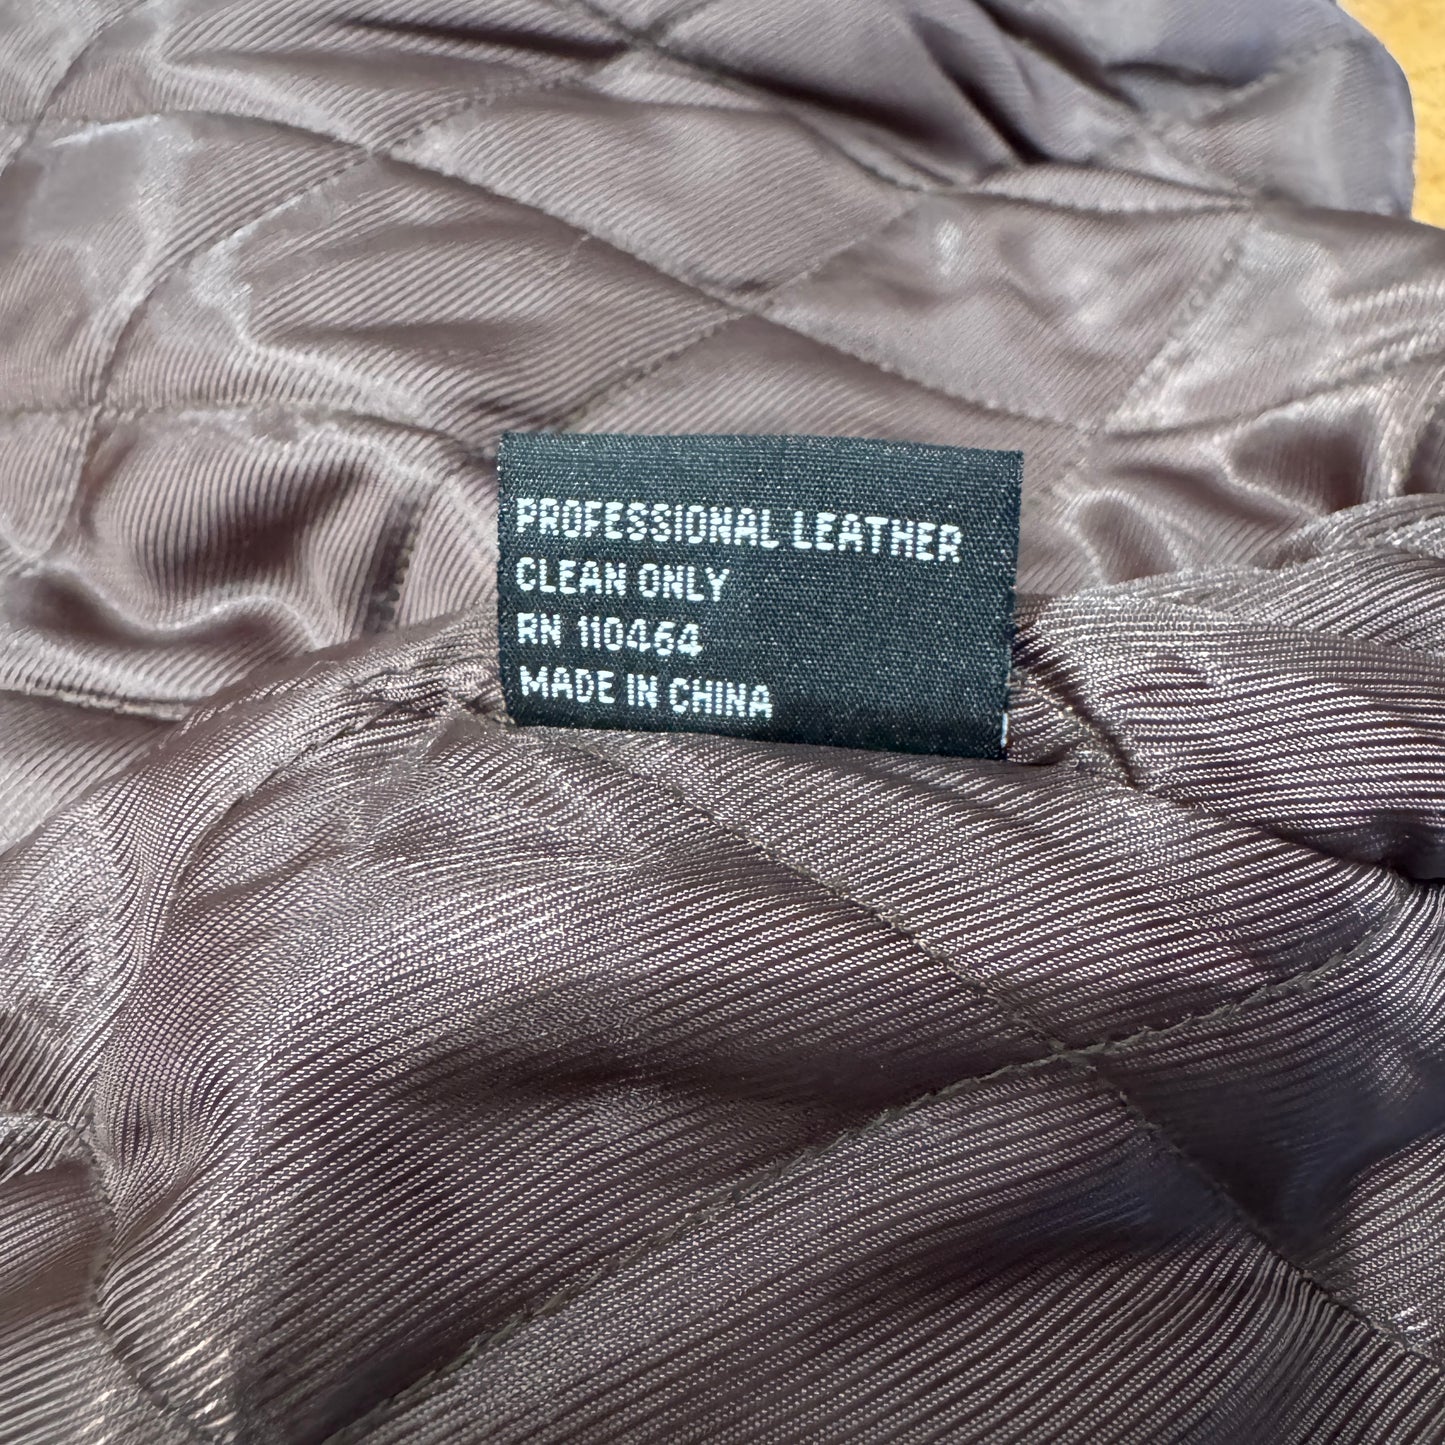 PROFESSIONAL LEATHER
CLEAN ONLY
RN 110464
MADE IN CHINA